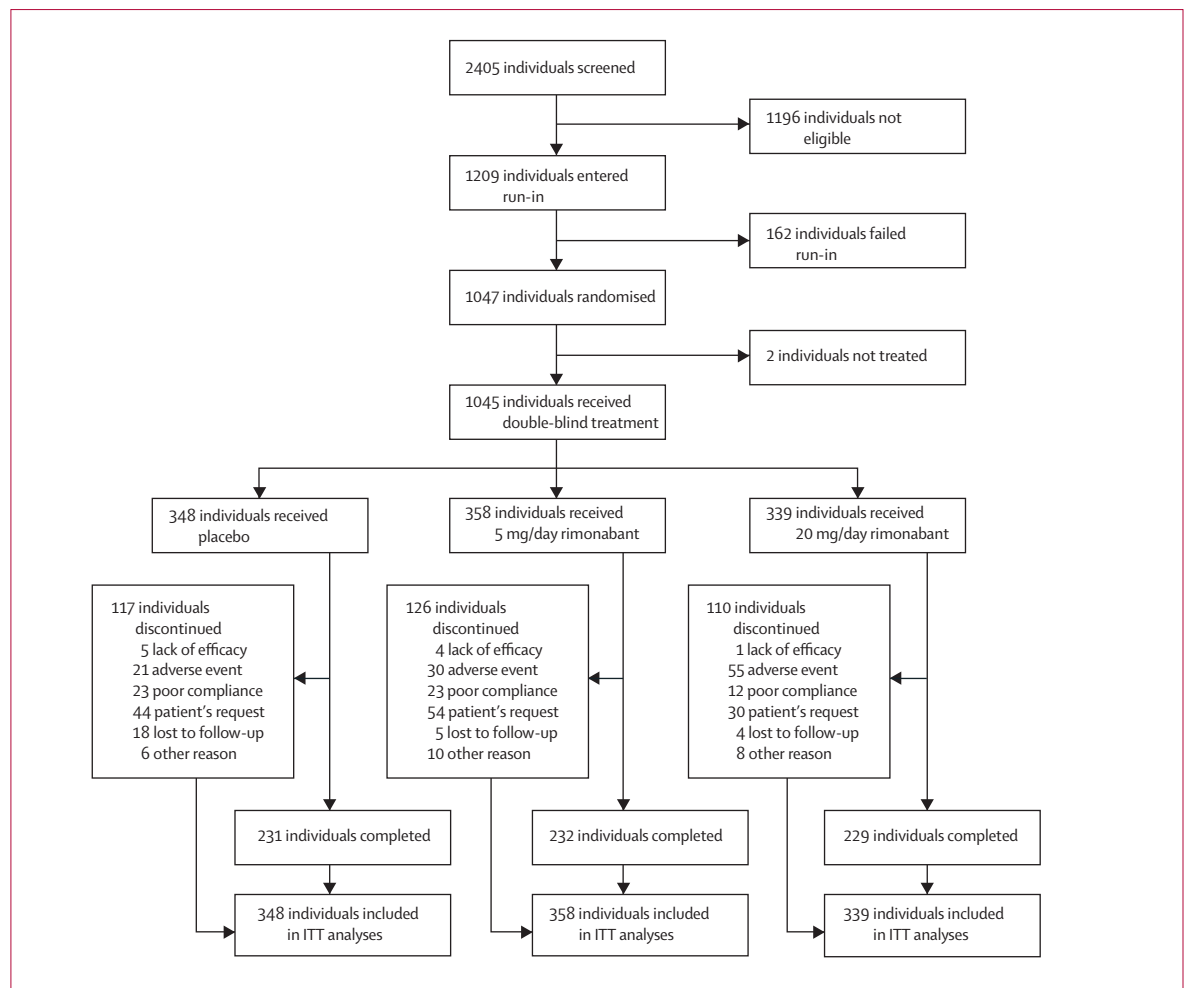 2405 individuals screened
1196 individuals not
eligible
1209 individuals entered
run-in
162 individuals failed
run-in
1047 individuals randomised
2 individuals not treated
1045 individuals received
double-blind treatment
348 individuals received
placebo
358 individuals received
5 mg/day rimonabant
339 individuals received
20 mg/day rimonabant
117 individuals
discontinued
5 lack of efficacy
21 adverse event
23 poor compliance
44 patient's request
18 lost to follow-up
6 other reason
126 individuals
discontinued
4 lack of efficacy
30 adverse event
23 poor compliance
54 patient's request
5 lost to follow-up
10 other reason
110 individuals
discontinued
1 lack of efficacy
55 adverse event
12 poor compliance
30 patient's request
4 lost to follow-up
8 other reason
231 individuals completed
232 individuals completed
229 individuals completed
348 individuals included
in ITT analyses
358 individuals included
in ITT analyses
339 individuals included
in ITT analyses